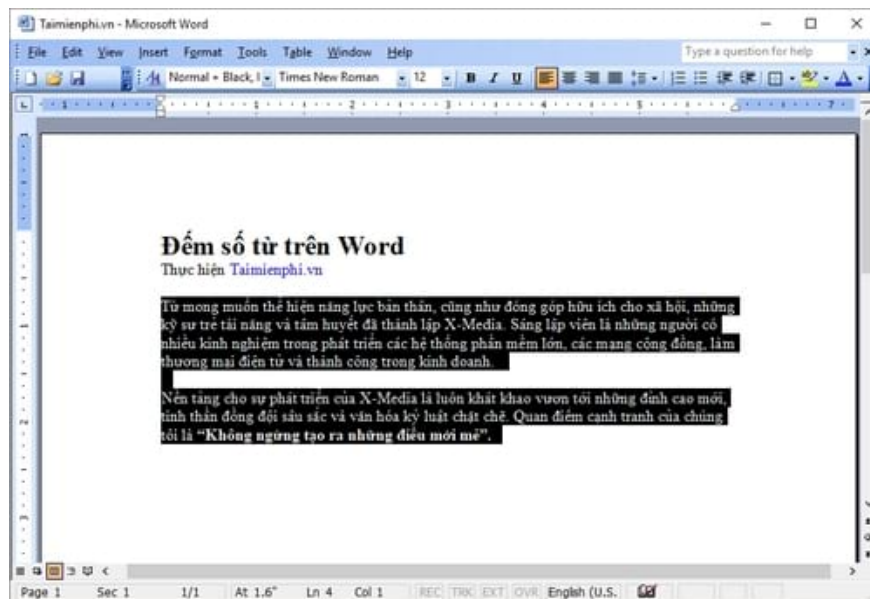 Taimienphi.vn - Microsoft Word
File Edit View Insert Format Tools Table Window Help Type a question for help
Normal + Black, Times New Roman 12 B I U
1 1 2 3 4 5 7
Đếm số từ trên Word
Thực hiện Taimienphi.vn
Từ mong muốn thể hiện năng lực bản thân, cũng như đóng góp hữu ích cho xã hội, những
kỹ sư trẻ tài năng và tâm huyết đã thành lập X-Media. Sáng lập viên là những người có
nhiều kinh nghiệm trong phát triển các hệ thống phần mềm lớn, các mạng cộng đồng, làm
thương mại điện tử và thành công trong kinh doanh.
Nền tảng cho sự phát triển của X-Media là luôn khát khao vươn tới những đỉnh cao mới,
tinh thần đồng đội sâu sắc và văn hóa kỷ luật chặt chẽ. Quan điểm cạnh tranh của chúng
tôi là “Không ngừng tạo ra những điều mới mẻ”.
Page 1 Sec 1 1/1 At 1.6" Ln 4 Col 1 REC TRK EXT OVR English (U.S.